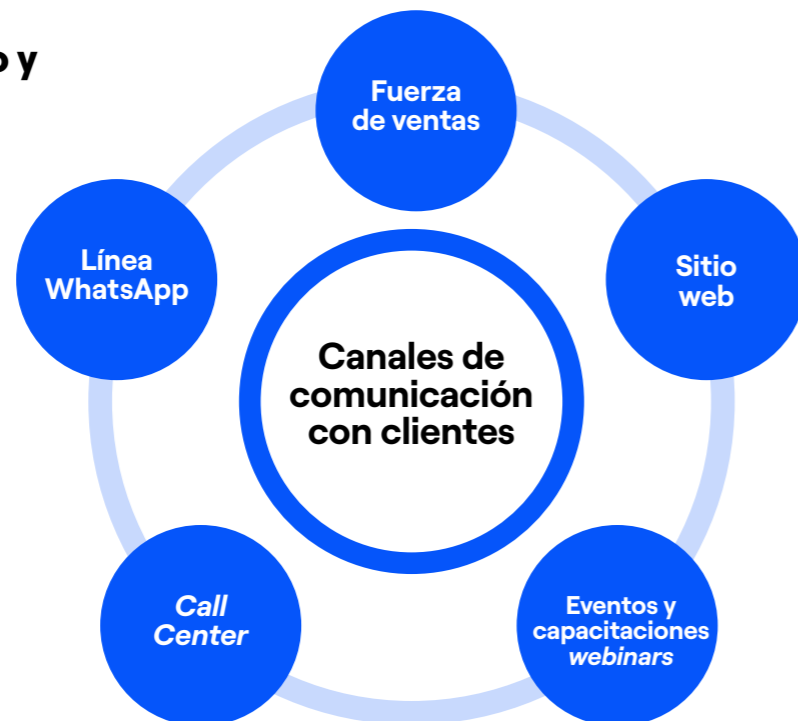 o y
Fuerza
de ventas
Línea
WhatsApp
Sitio
web
Canales de
comunicación
con clientes
Call
Center
Eventos y
capacitaciones
webinars